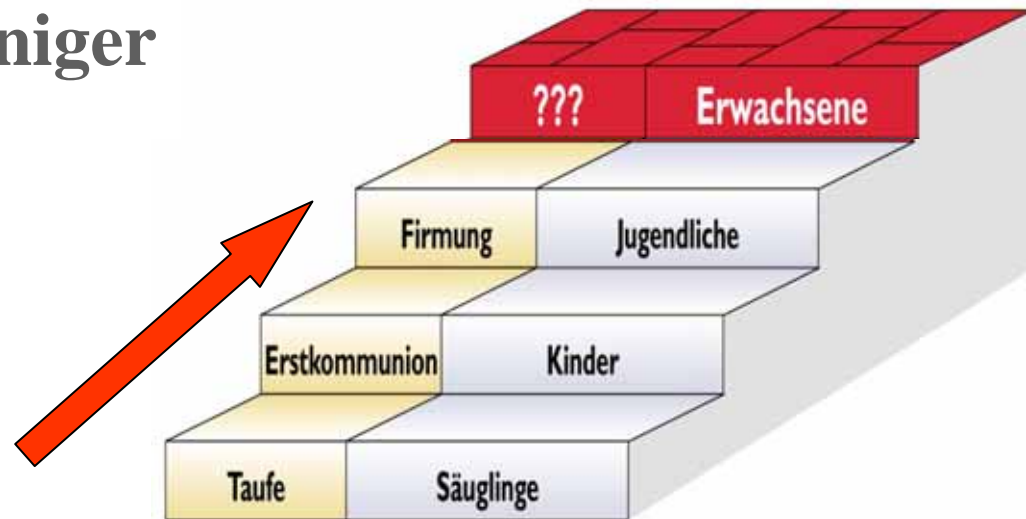 niger
??? Erwachsene
Firmung Jugendliche
Erstkommunion Kinder
Taufe Säuglinge